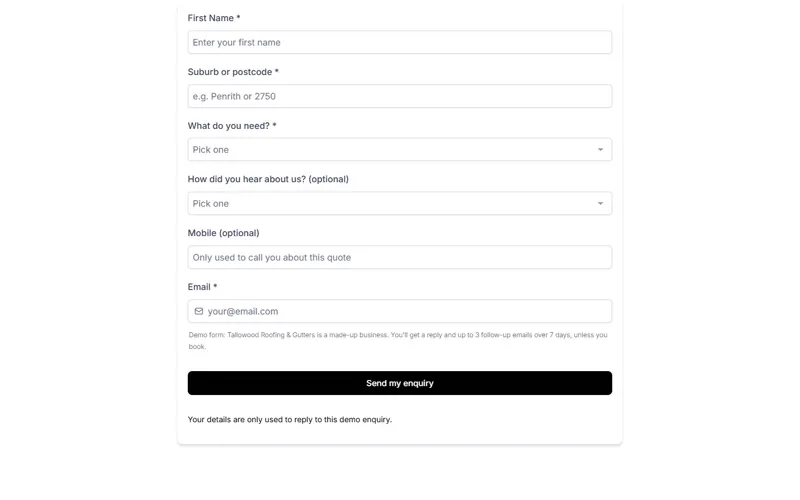 First Name *
Enter your first name
Suburb or postcode *
e.g. Penrith or 2750
What do you need? *
Pick one
How did you hear about us? (optional)
Pick one
Mobile (optional)
Only used to call you about this quote
Email *
your@email.com
Demo form: Tallowood Roofing & Gutters is a made-up business. You'll get a reply and up to 3 follow-up emails over 7 days, unless you
book.
Send my enquiry
Your details are only used to reply to this demo enquiry.